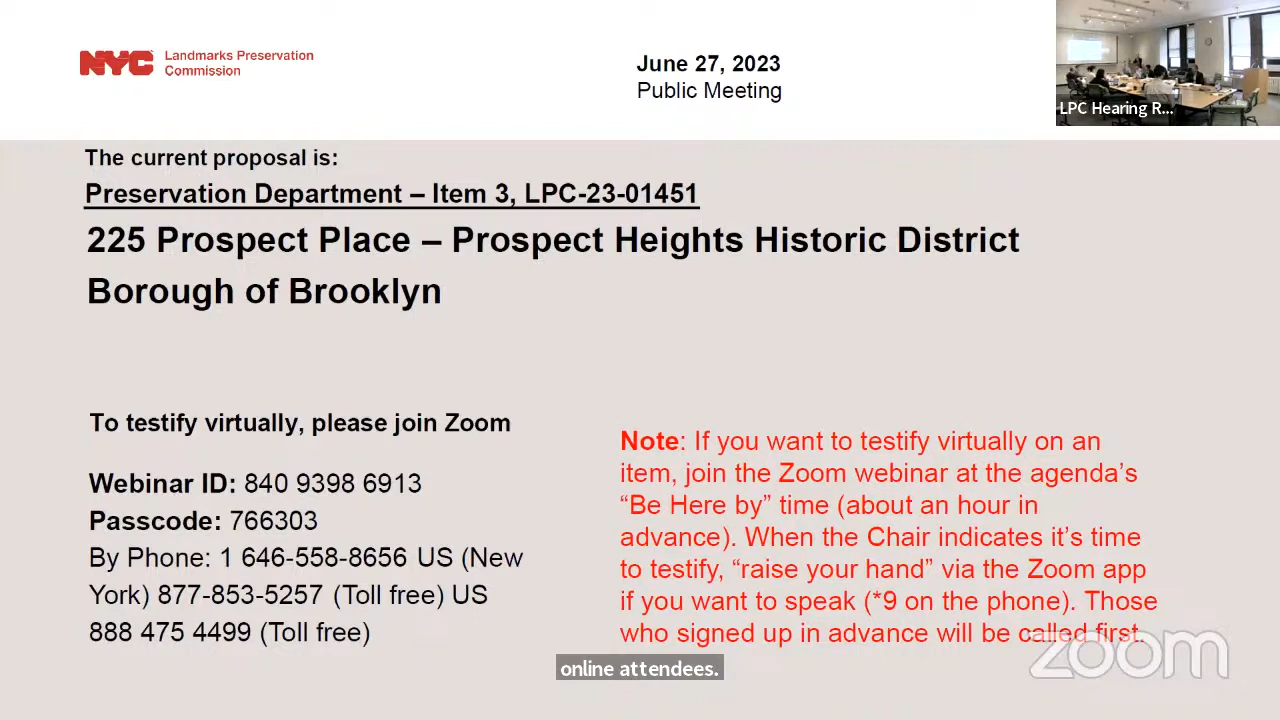 NYC Landmarks Preservation
Commission
June 27, 2023
Public Meeting
LPC Hearing R...
The current proposal is:
Preservation Department – Item 3, LPC-23-01451
225 Prospect Place – Prospect Heights Historic District
Borough of Brooklyn
To testify virtually, please join Zoom
Webinar ID: 840 9398 6913
Passcode: 766303
By Phone: 1 646-558-8656 US (New
York) 877-853-5257 (Toll free) US
888 475 4499 (Toll free)
Note: If you want to testify virtually on an
item, join the Zoom webinar at the agenda’s
“Be Here by” time (about an hour in
advance). When the Chair indicates it’s time
to testify, “raise your hand” via the Zoom app
if you want to speak (*9 on the phone). Those
who signed up in advance will be called first.
zoom
online attendees.